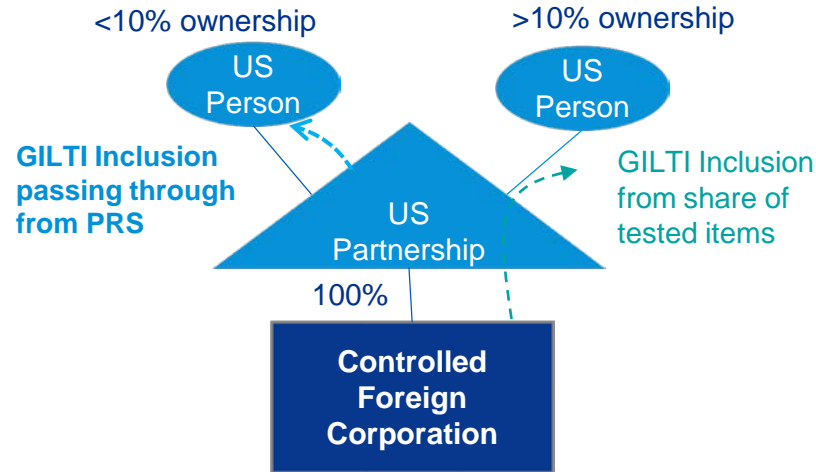 <10% ownership
>10% ownership
US
Person
US
Person
GILTI Inclusion
passing through
from PRS
GILTI Inclusion
from share of
tested items
US
Partnership
100%
Controlled
Foreign
Corporation